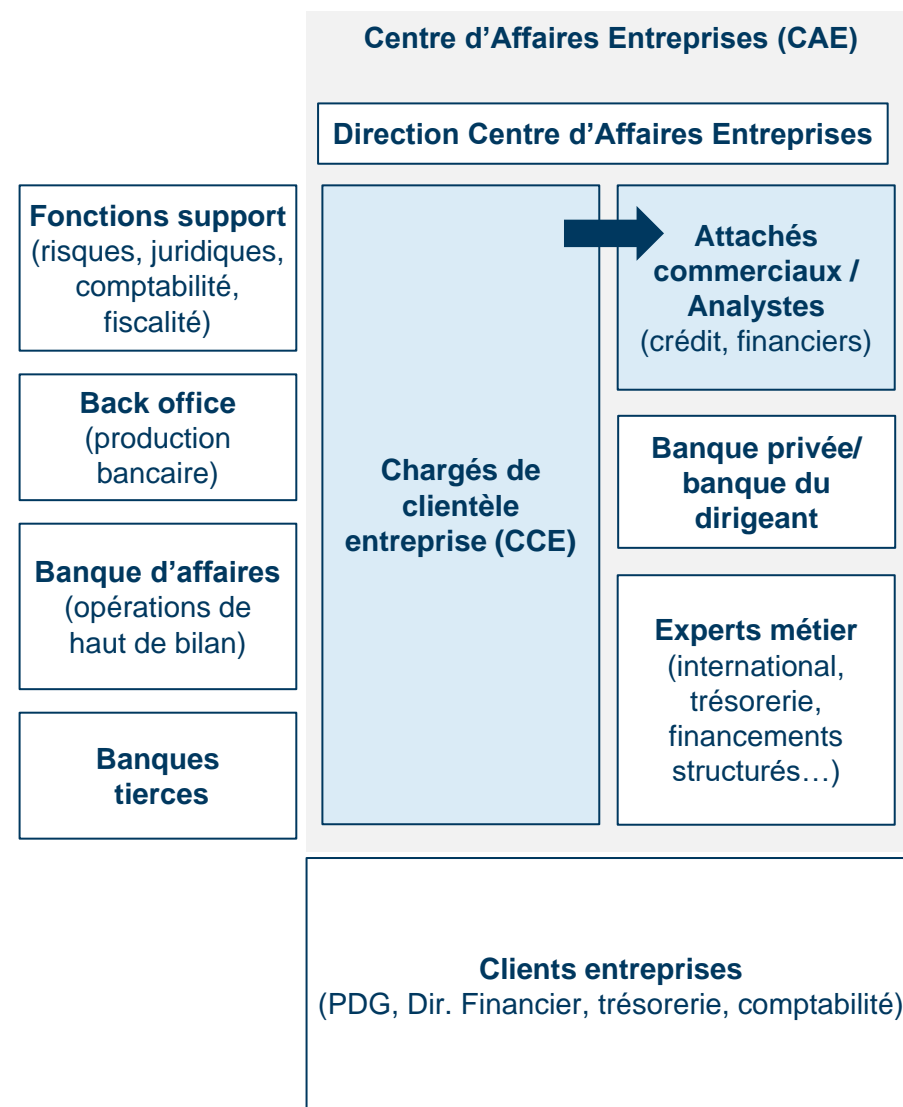 Centre d’Affaires Entreprises (CAE)
Direction Centre d’Affaires Entreprises
Fonctions support
(risques, juridiques,
comptabilité,
fiscalité)
Back office
(production
bancaire)
Banque d’affaires
(opérations de
haut de bilan)
Banques
tierces
Chargés de
clientèle
entreprise (CCE)
Attachés
commerciaux /
Analystes
(crédit, financiers)
Banque privée/
banque du
dirigeant
Experts métier
(international,
trésorerie,
financements
structurés…)
Clients entreprises
(PDG, Dir. Financier, trésorerie, comptabilité)